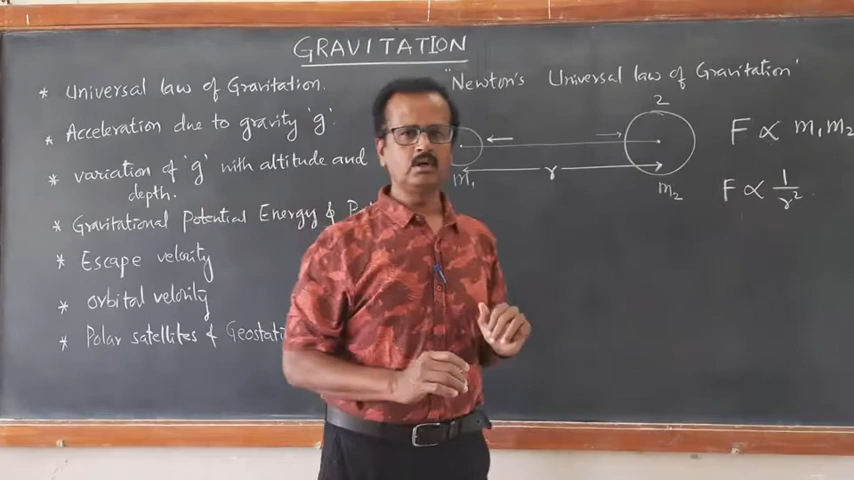 GRAVITATION
* Universal law of Gravitation.
* Acceleration due to gravity 'g'.
* variation of 'g' with altitude and
depth.
* Gravitational Potential Energy &
* Escape velocity
* orbital velocity
* Polar satellites &
"Newton's Universal law of Gravitation"
2
m₁
r
m₂
F ∝ m₁m₂
F ∝ 1/r²